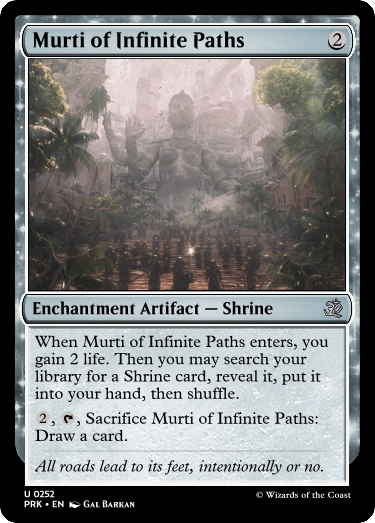 Murti of Infinite Paths 2
Enchantment Artifact — Shrine
When Murti of Infinite Paths enters, you
gain 2 life. Then you may search your
library for a Shrine card, reveal it, put it
into your hand, then shuffle.
2, , Sacrifice Murti of Infinite Paths:
Draw a card.
All roads lead to its feet, intentionally or no.
U 0252
PRK • EN Gal Barkan
© Wizards of the Coast